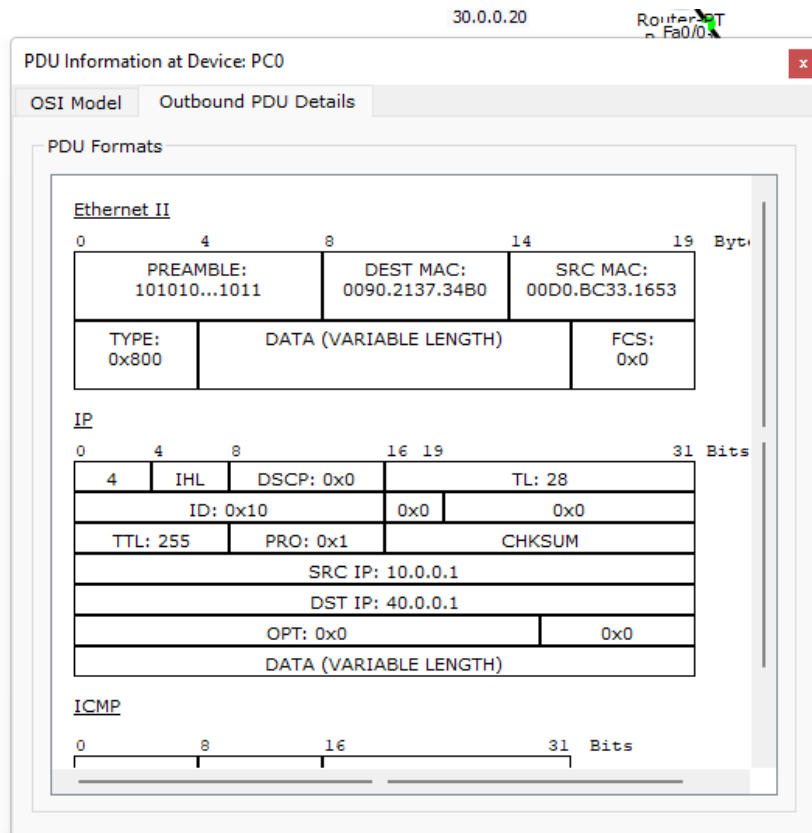 30.0.0.20
Router-PT
Fa0/0
PDU Information at Device: PC0
x
OSI Model Outbound PDU Details
PDU Formats
Ethernet II
0 4 8 14 19
PREAMBLE: DEST MAC: SRC MAC:
101010...1011 0090.2137.34B0 00D0.BC33.1653
TYPE: DATA (VARIABLE LENGTH) FCS:
0x800 0x0
IP
0 4 8 16 19 31 Bits
4 IHL DSCP: 0x0 TL: 28
ID: 0x10 0x0 0x0
TTL: 255 PRO: 0x1 CHKSUM
SRC IP: 10.0.0.1
DST IP: 40.0.0.1
OPT: 0x0 0x0
DATA (VARIABLE LENGTH)
ICMP
0 8 16 31 Bits